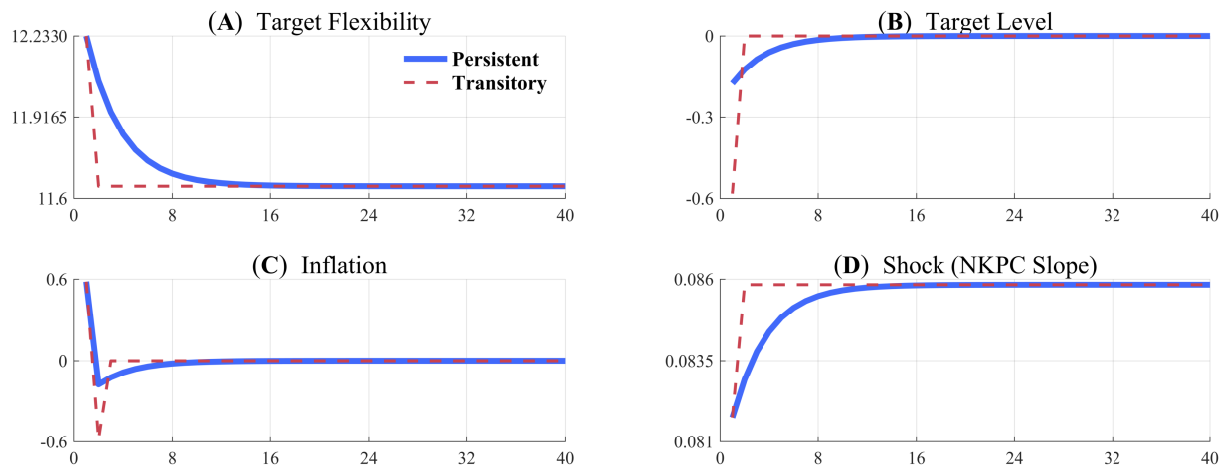 (A) Target Flexibility
12.2330
11.9165
11.6
0 8 16 24 32 40
Persistent
Transitory
(B) Target Level
0
-0.3
-0.6
0 8 16 24 32 40
(C) Inflation
0.6
0
-0.6
0 8 16 24 32 40
(D) Shock (NKPC Slope)
0.086
0.0835
0.081
0 8 16 24 32 40